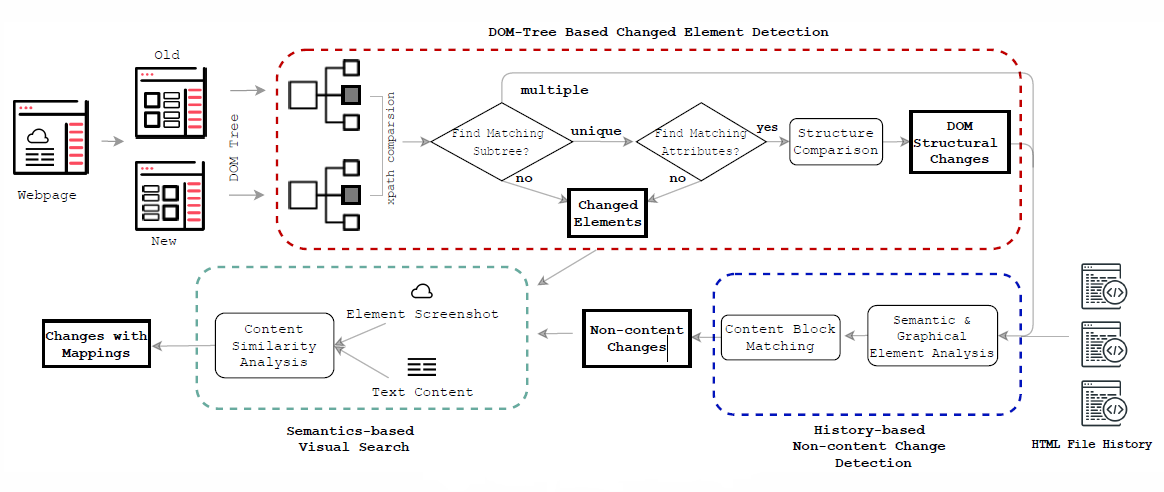 DOM-Tree Based Changed Element Detection
Old
Webpage
New
DOM Tree
xpath comparsion
multiple
Find Matching
Subtree?
unique
no
Find Matching
Attributes?
yes
no
Structure
Comparison
DOM
Structural
Changes
Changed
Elements
Changes with
Mappings
Content
Similarity
Analysis
Element Screenshot
Text Content
Semantics-based
Visual Search
Non-content
Changes
Content Block
Matching
Semantic &
Graphical
Element Analysis
History-based
Non-content Change
Detection
HTML File History